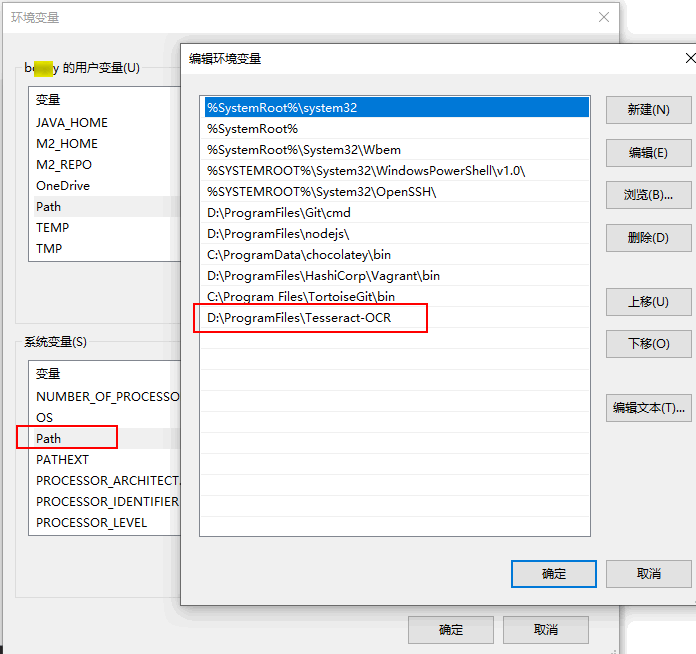 环境变量
编辑环境变量
的用户变量(U)
变量
JAVA_HOME
M2_HOME
M2_REPO
OneDrive
Path
TEMP
TMP
系统变量(S)
变量
NUMBER_OF_PROCESSO
OS
Path
PATHEXT
PROCESSOR_ARCHITECT
PROCESSOR_IDENTIFIER
PROCESSOR_LEVEL
%SystemRoot%\system32
%SystemRoot%
%SystemRoot%\System32\Wbem
%SYSTEMROOT%\System32\WindowsPowerShell\v1.0\
%SYSTEMROOT%\System32\OpenSSH\
D:\ProgramFiles\Git\cmd
D:\ProgramFiles\nodejs\
C:\ProgramData\chocolatey\bin
D:\ProgramFiles\HashiCorp\Vagrant\bin
C:\Program Files\TortoiseGit\bin
D:\ProgramFiles\Tesseract-OCR
新建(N)
编辑(E)
浏览(B)...
删除(D)
上移(U)
下移(O)
编辑文本(T)...
确定
取消
确定
取消